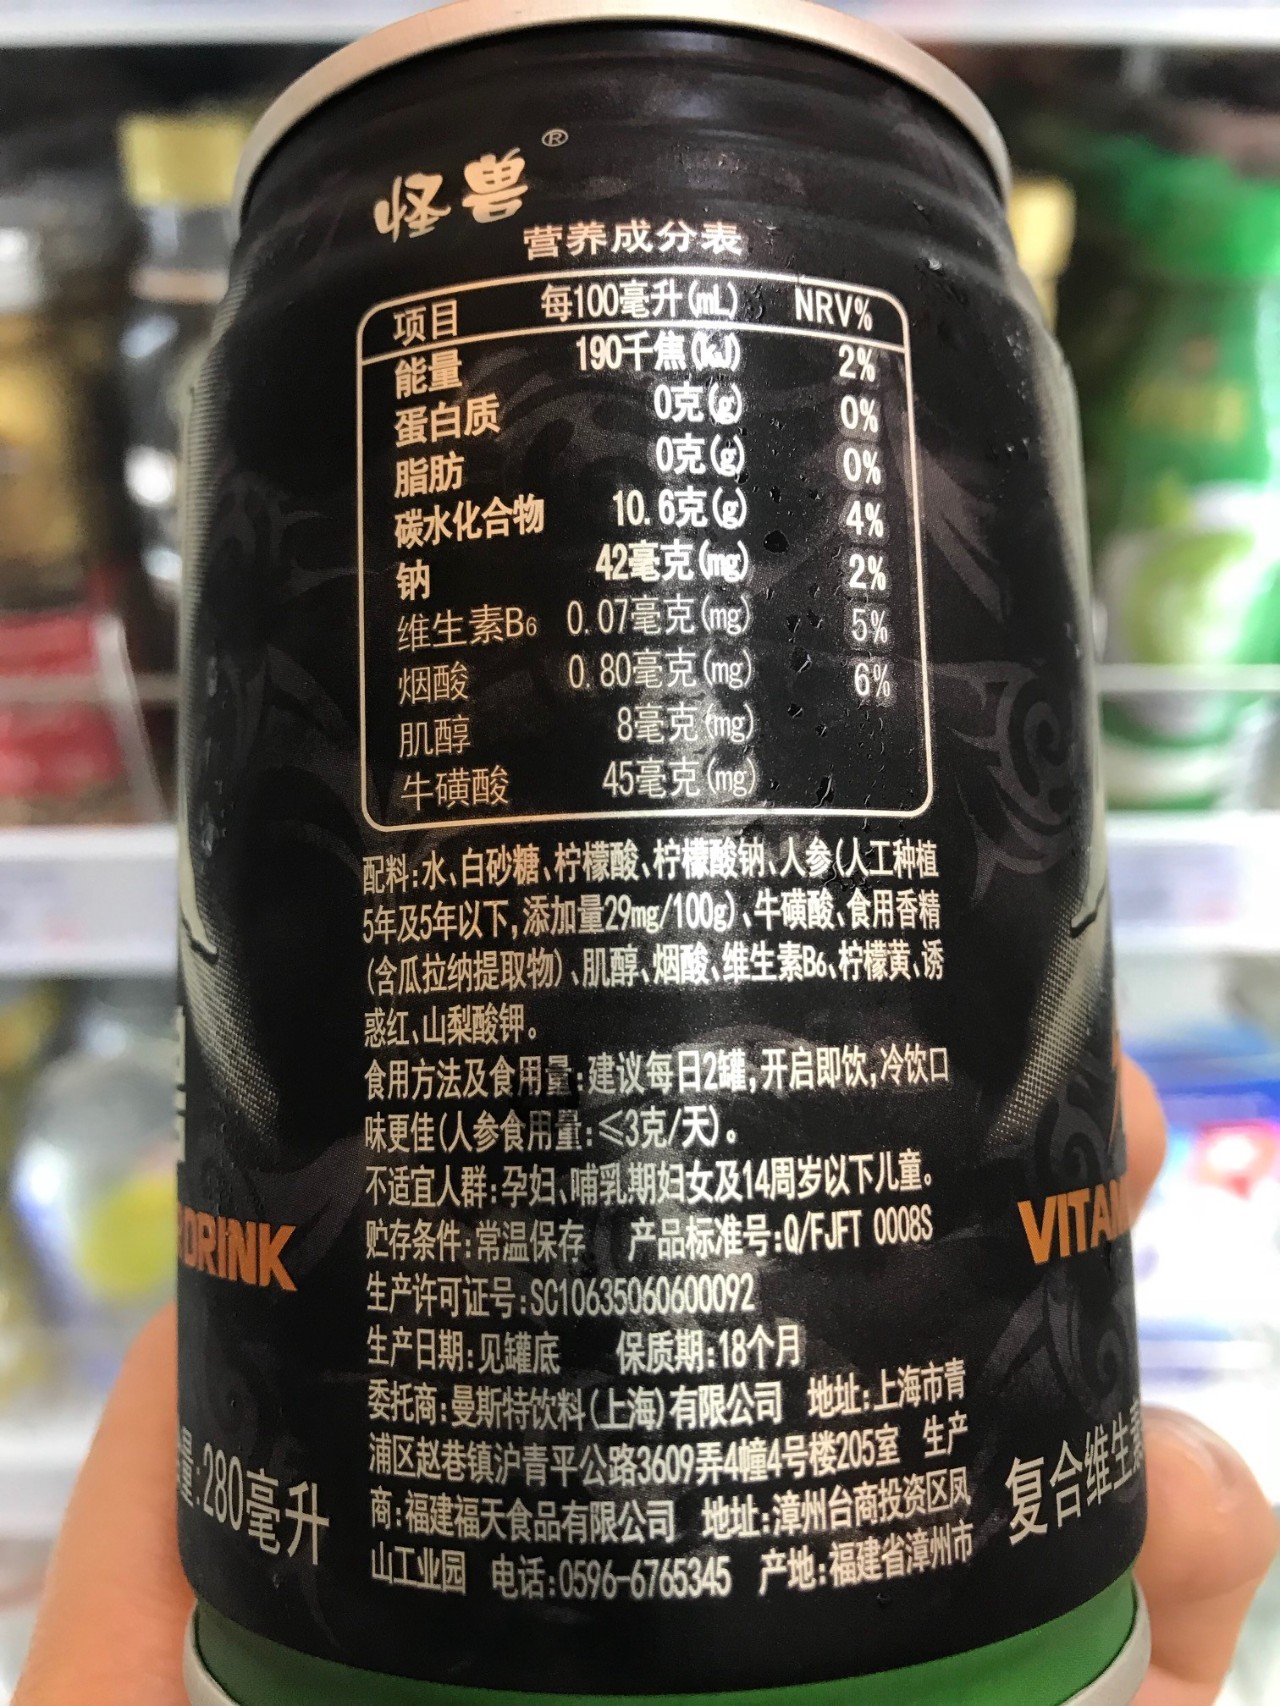 怪兽®
营养成分表
项目 每100毫升(mL) NRV%
能量 190千焦(kJ) 2%
蛋白质 0克(g) 0%
脂肪 0克(g) 0%
碳水化合物 10.6克(g) 4%
钠 42毫克(mg) 2%
维生素B6 0.07毫克(mg) 5%
烟酸 0.80毫克(mg) 6%
肌醇 8毫克(mg)
牛磺酸 45毫克(mg)
配料:水、白砂糖、柠檬酸、柠檬酸钠、人参(人工种植
5年及5年以下,添加量29mg/100g)、牛磺酸、食用香精
(含瓜拉纳提取物)、肌醇、烟酸、维生素B6、柠檬黄、诱
惑红、山梨酸钾。
食用方法及食用量:建议每日2罐,开启即饮,冷饮口
味更佳(人参食用量:≤3克/天)。
不适宜人群:孕妇、哺乳期妇女及14周岁以下儿童。
贮存条件:常温保存 产品标准号:Q/FJFT 0008S
生产许可证号:SC10635060600092
生产日期:见罐底 保质期:18个月
委托商:曼斯特饮料(上海)有限公司 地址:上海市青
浦区赵巷镇沪青平公路3609弄4幢4号楼205室 生产
商:福建福天食品有限公司 地址:漳州台商投资区凤
山工业园 电话:0596-6765345 产地:福建省漳州市
DRINK
量:280毫升
VITAM
复合维生素